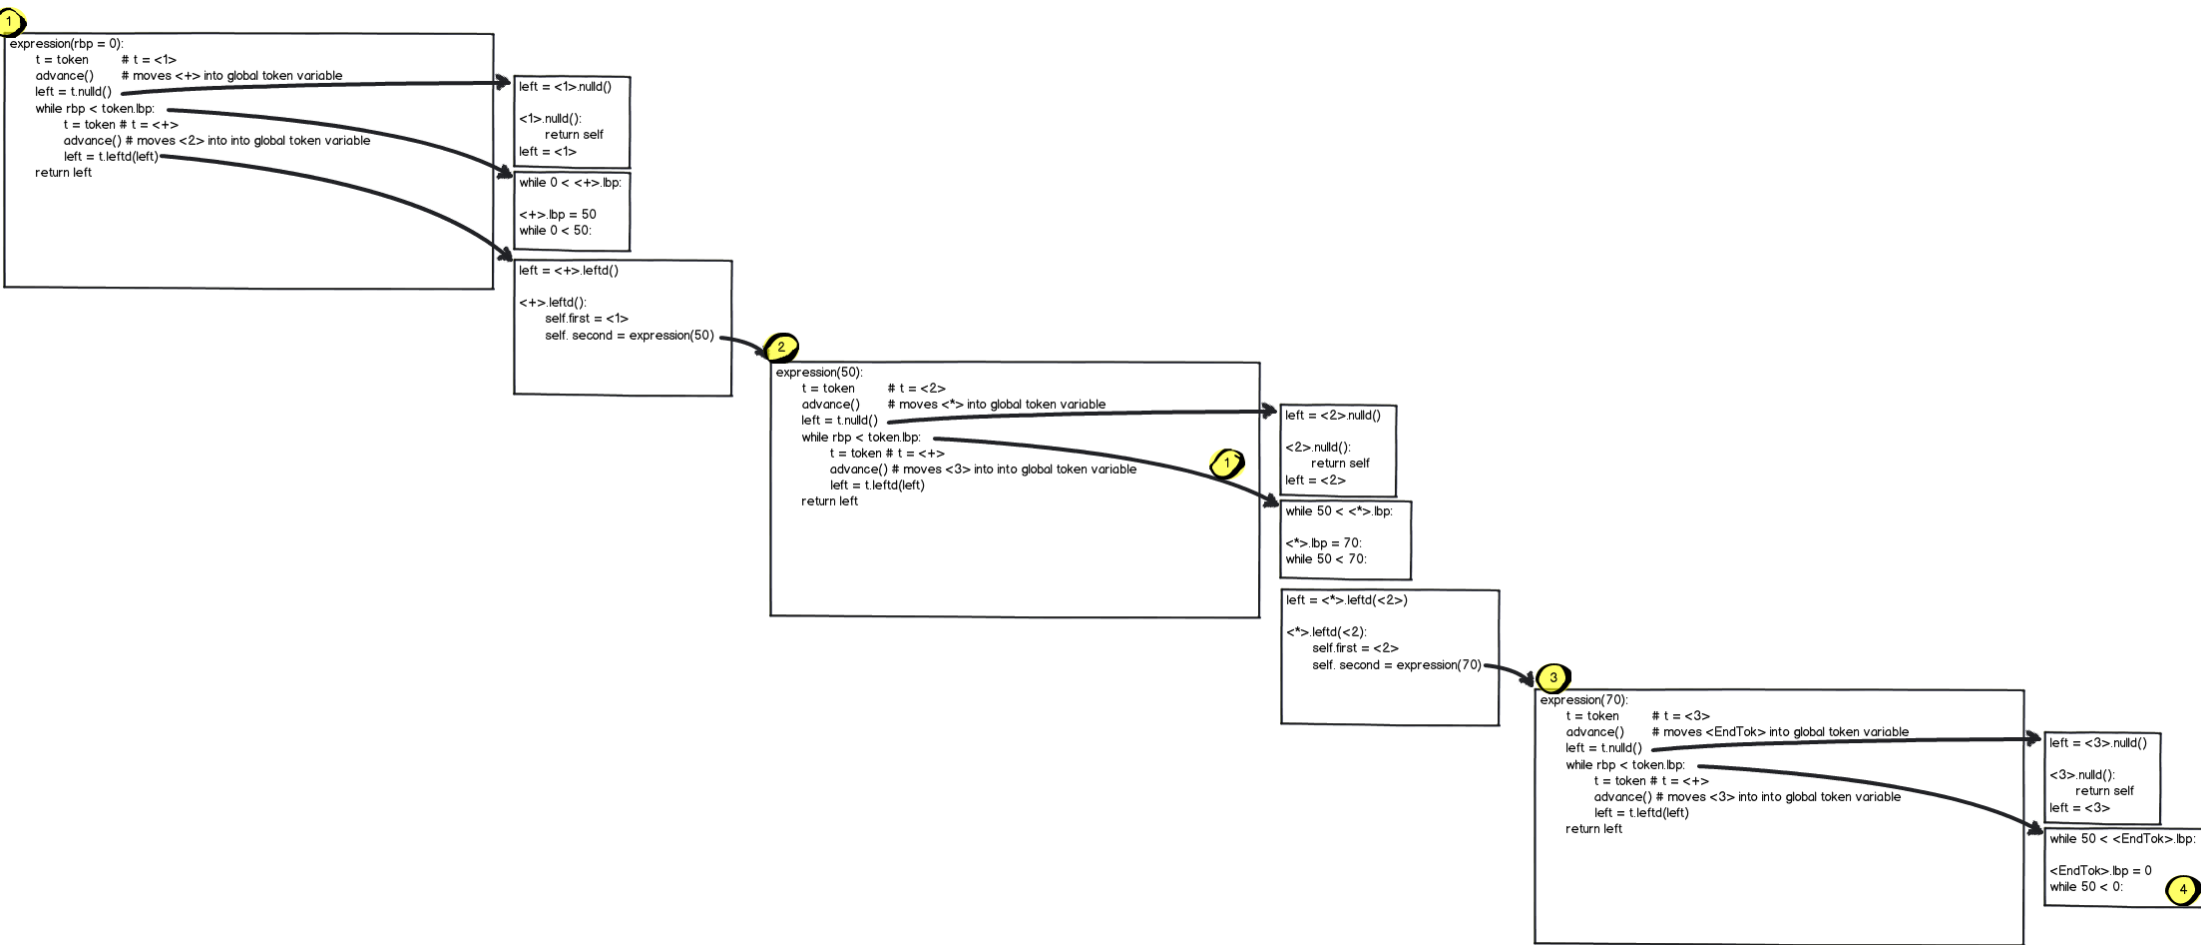 1
expression(rbp = 0):
t = token # t = <1>
advance() # moves <+> into global token variable
left = t.nulld()
while rbp < token.lbp:
t = token # t = <+>
advance() # moves <2> into into global token variable
left = t.leftd(left)
return left
left = <1>.nulld()
<1>.nulld():
return self
left = <1>
while 0 < <+>.lbp:
<+>.lbp = 50
while 0 < 50:
left = <+>.leftd()
<+>.leftd():
self.first = <1>
self. second = expression(50)
2
expression(50):
t = token # t = <2>
advance() # moves <*> into global token variable
left = t.nulld()
while rbp < token.lbp:
t = token # t = <+>
advance() # moves <3> into into global token variable
left = t.leftd(left)
return left
1
left = <2>.nulld()
<2>.nulld():
return self
left = <2>
while 50 < <*>.lbp:
<*>.lbp = 70:
while 50 < 70:
left = <*>.leftd(<2>)
<*>.leftd(<2):
self.first = <2>
self. second = expression(70)
3
expression(70):
t = token # t = <3>
advance() # moves <EndTok> into global token variable
left = t.nulld()
while rbp < token.lbp:
t = token # t = <+>
advance() # moves <3> into into global token variable
left = t.leftd(left)
return left
left = <3>.nulld()
<3>.nulld():
return self
left = <3>
while 50 < <EndTok>.lbp:
<EndTok>.lbp = 0
while 50 < 0:
4